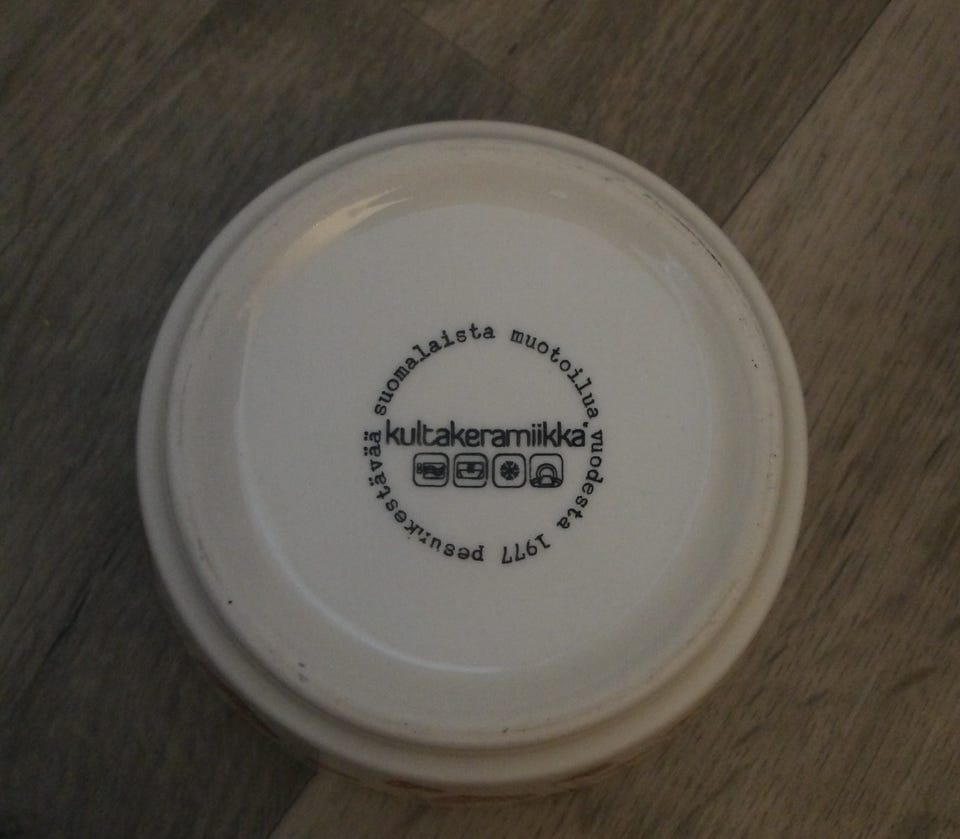 pesunkestävää suomalaista muotoilua vuodesta 1977
kultakeramiikka